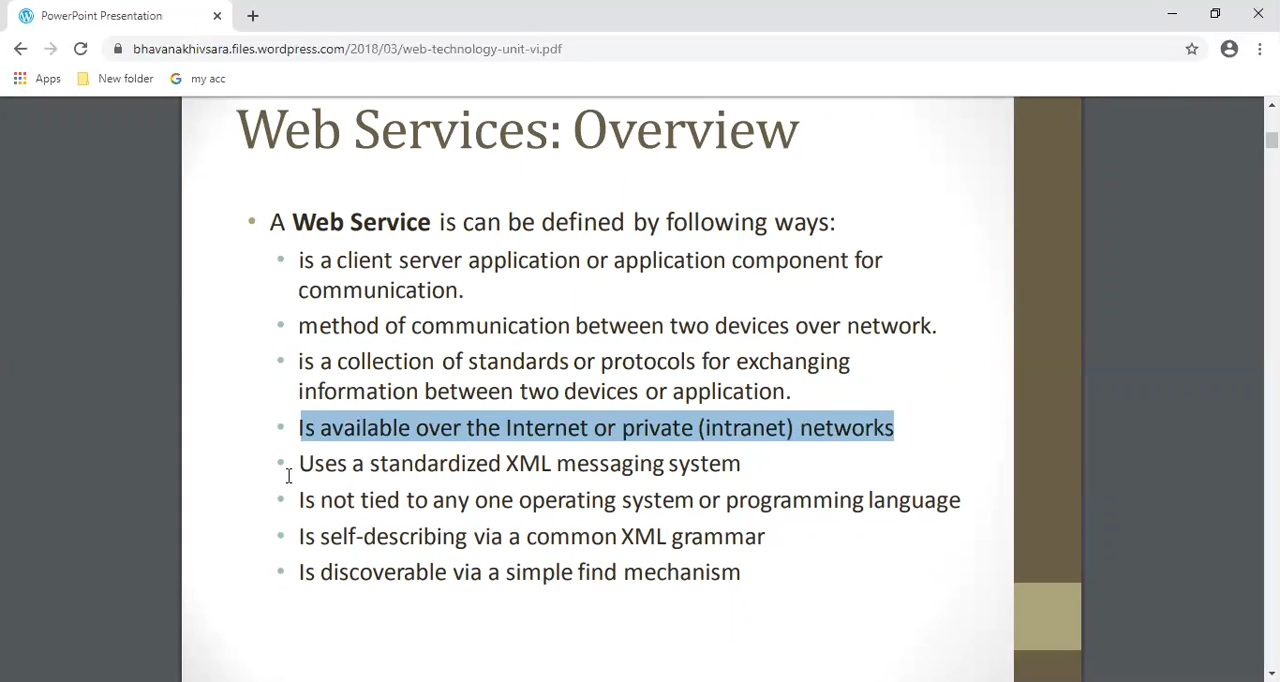 PowerPoint Presentation
bhavanakhivsara.files.wordpress.com/2018/03/web-technology-unit-vi.pdf
Apps New folder my acc
Web Services: Overview
• A Web Service is can be defined by following ways:
• is a client server application or application component for
communication.
• method of communication between two devices over network.
• is a collection of standards or protocols for exchanging
information between two devices or application.
• Is available over the Internet or private (intranet) networks
• Uses a standardized XML messaging system
• Is not tied to any one operating system or programming language
• Is self-describing via a common XML grammar
• Is discoverable via a simple find mechanism